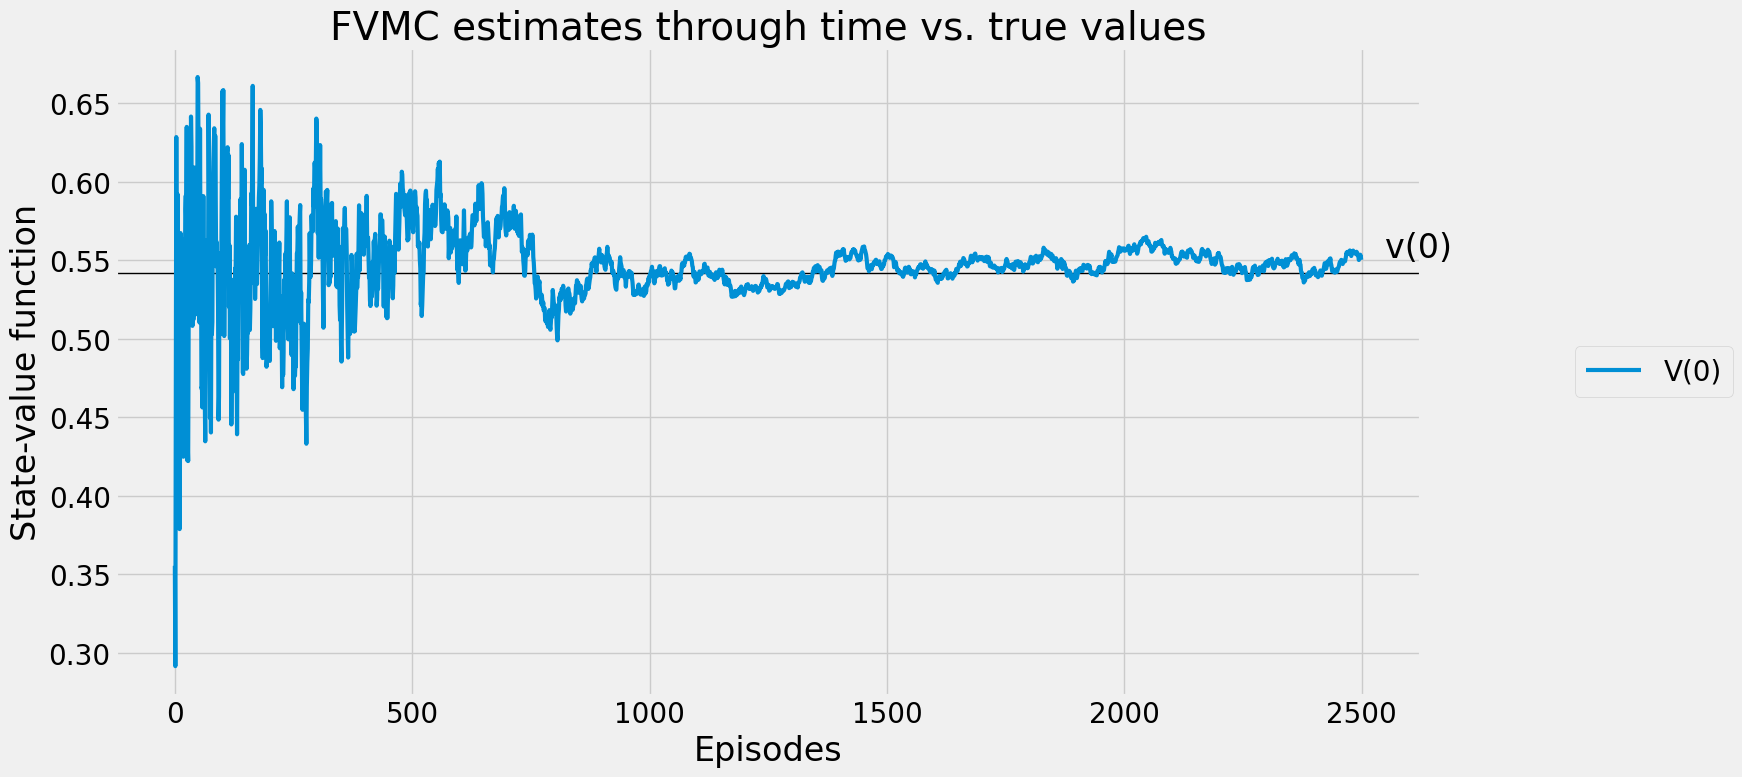 FVMC estimates through time vs. true values
State-value function
0.65
0.60
0.55
0.50
0.45
0.40
0.35
0.30
v(0)
V(0)
0 500 1000 1500 2000 2500
Episodes